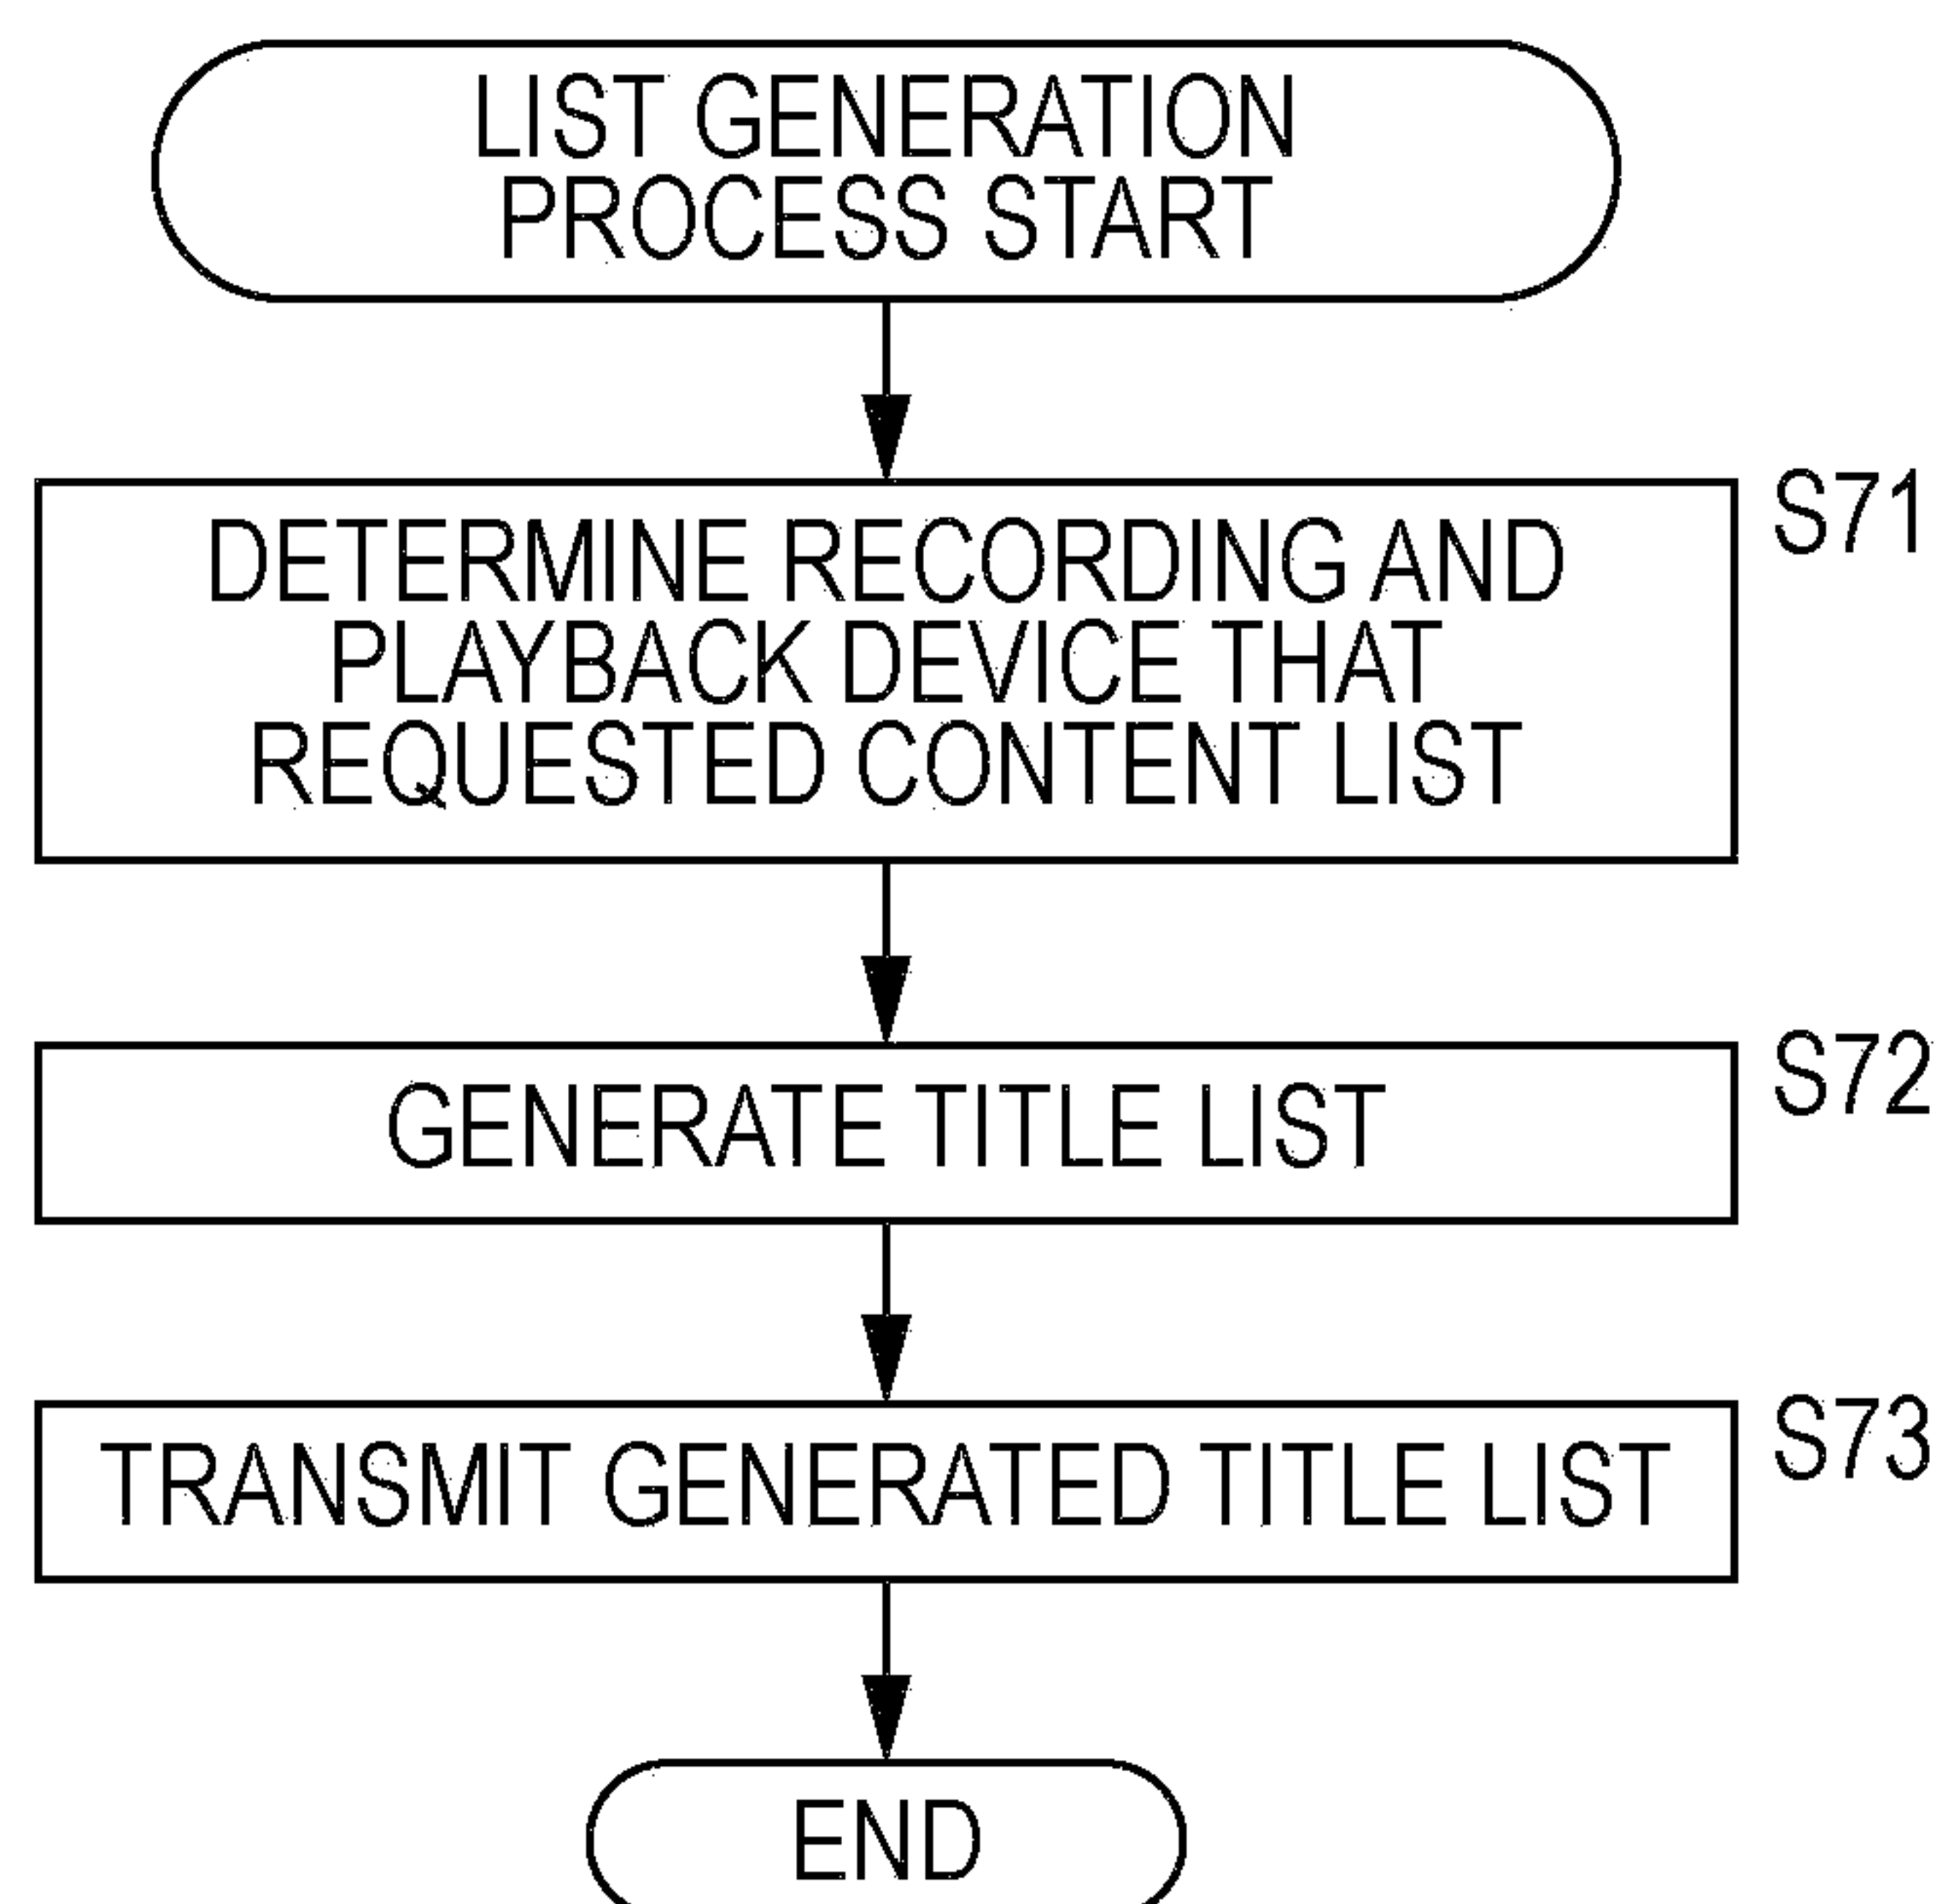 LIST GENERATION
PROCESS START
S71
DETERMINE RECORDING AND
PLAYBACK DEVICE THAT
REQUESTED CONTENT LIST
S72
GENERATE TITLE LIST
S73
TRANSMIT GENERATED TITLE LIST
END